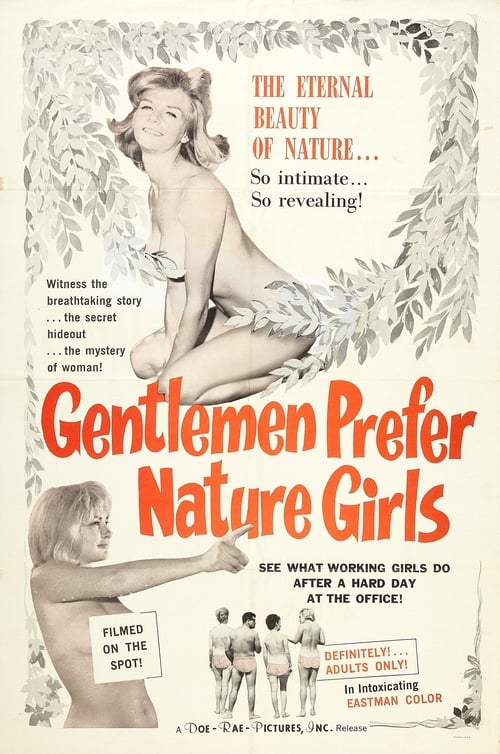 THE ETERNAL
BEAUTY
OF NATURE...
So intimate...
So revealing!
Witness the
breathtaking story
...the secret
hideout
...the mystery
of woman!
Gentlemen Prefer
Nature Girls
SEE WHAT WORKING GIRLS DO
AFTER A HARD DAY
AT THE OFFICE!
FILMED
ON THE
SPOT!
DEFINITELY!...
ADULTS ONLY!
In Intoxicating
EASTMAN COLOR
A DOE-RAE-PICTURES, INC. Release